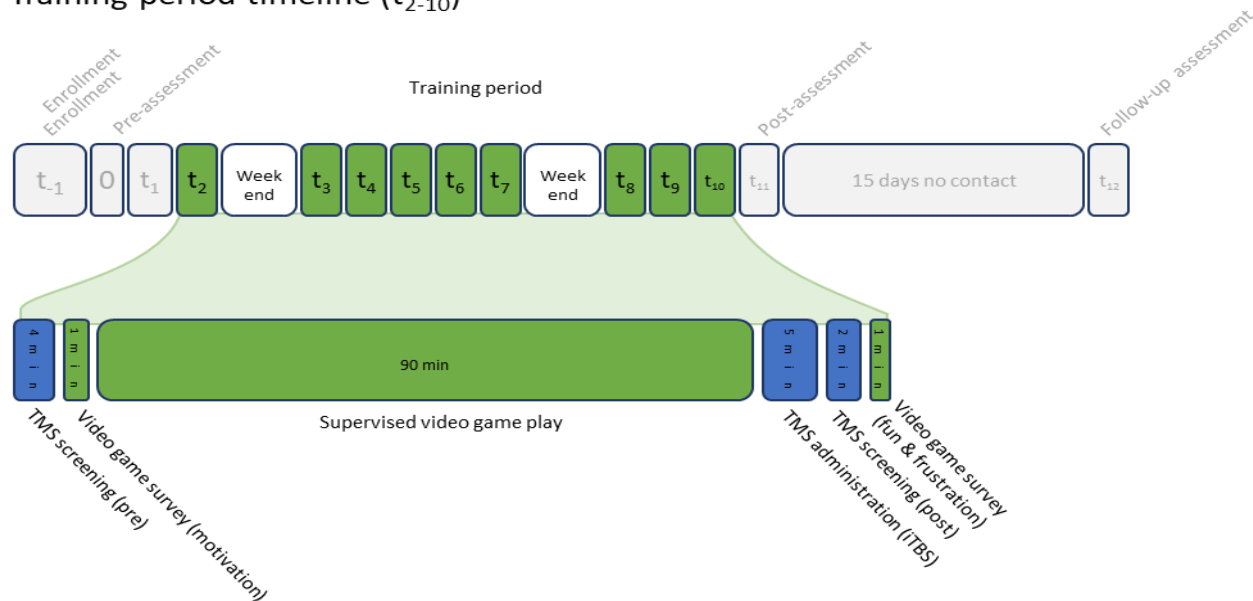 Training period timeline (t2-10)
Enrollment
Enrollment
Pre-assessment
Training period
Post-assessment
Follow-up assessment
t-1
0
t1
t2
Week
end
t3
t4
t5
t6
t7
Week
end
t8
t9
t10
t11
15 days no contact
t12
4 min
1 min
90 min
5 min
2 min
1 min
TMS screening (pre)
Video game survey (motivation)
Supervised video game play
TMS administration (iTBS)
TMS screening (post)
Video game survey
(fun & frustration)